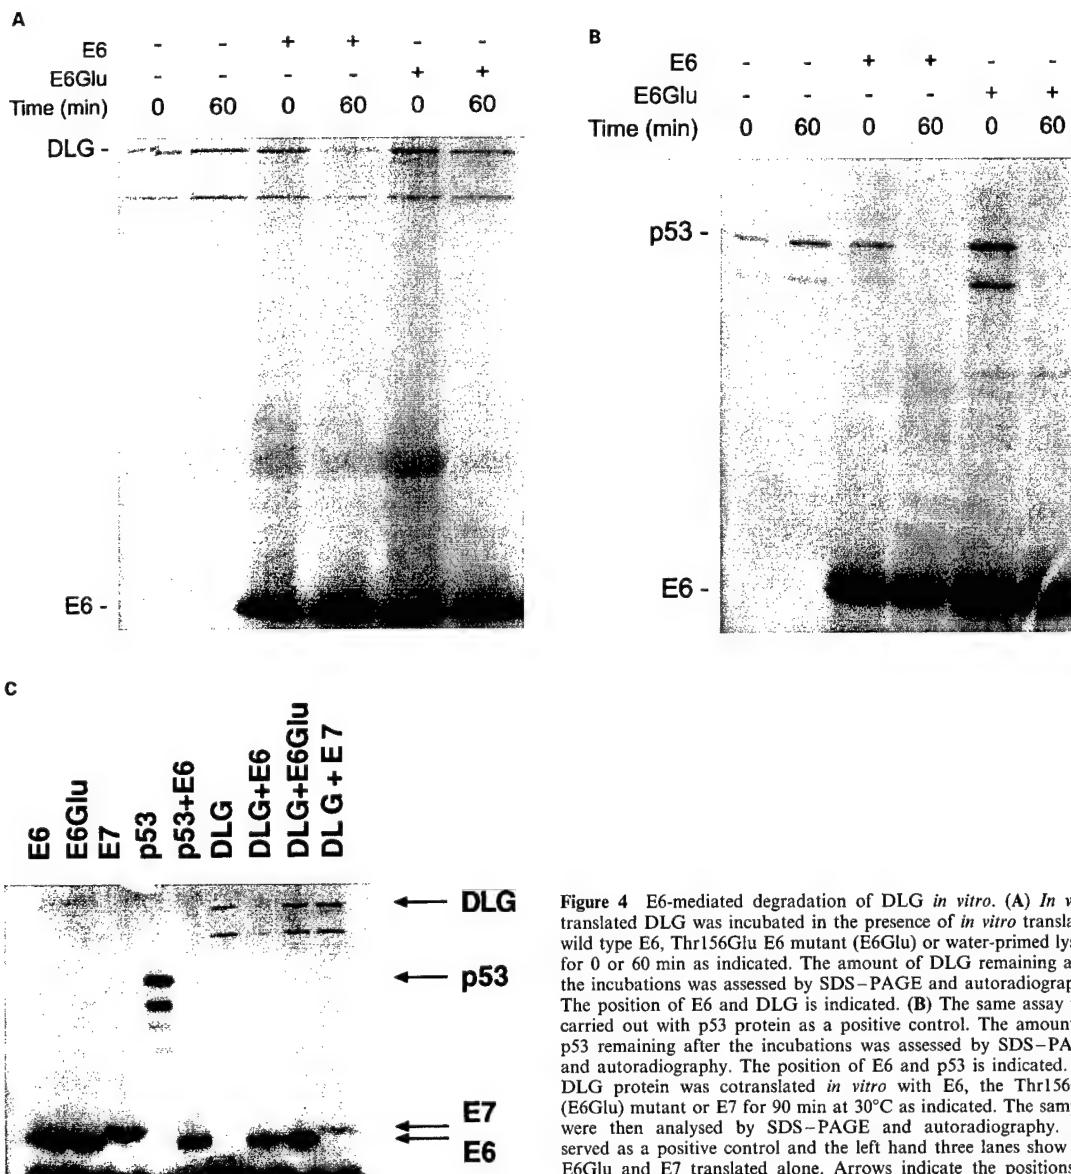 A
E6 - - + + - -
E6Glu - - - - + +
Time (min) 0 60 0 60 0 60
DLG -
E6 -
B
E6 - - + + - -
E6Glu - - - - + +
Time (min) 0 60 0 60 0 60
p53 -
E6 -
C
E6 E6Glu E7 p53 p53+E6 DLG DLG+E6 DLG+E6Glu DLG+E7
DLG
p53
E7
E6
Figure 4 E6-mediated degradation of DLG in vitro. (A) In v
translated DLG was incubated in the presence of in vitro transla
wild type E6, Thr156Glu E6 mutant (E6Glu) or water-primed lys
for 0 or 60 min as indicated. The amount of DLG remaining a
the incubations was assessed by SDS–PAGE and autoradiograp
The position of E6 and DLG is indicated. (B) The same assay
carried out with p53 protein as a positive control. The amount
p53 remaining after the incubations was assessed by SDS–PA
and autoradiography. The position of E6 and p53 is indicated.
DLG protein was cotranslated in vitro with E6, the Thr156
(E6Glu) mutant or E7 for 90 min at 30°C as indicated. The sam
were then analysed by SDS–PAGE and autoradiography.
served as a positive control and the left hand three lanes show
E6Glu and E7 translated alone. Arrows indicate the positions